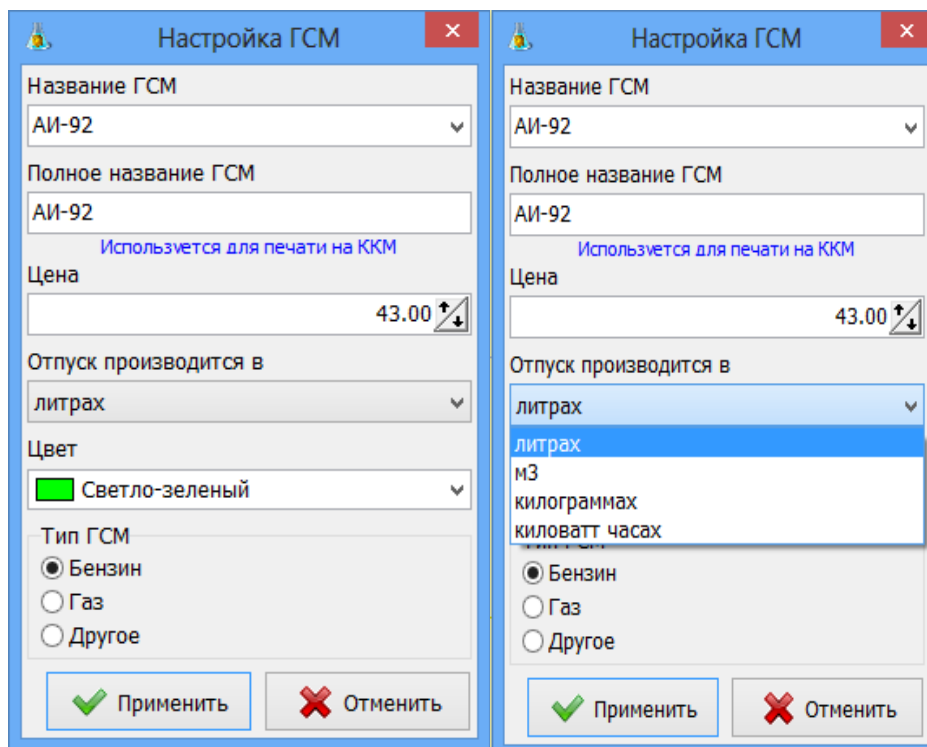 Настройка ГСМ
Название ГСМ
АИ-92
Полное название ГСМ
АИ-92
Используется для печати на ККМ
Цена
43.00
Отпуск производится в
литрах
Цвет
Светло-зеленый
Тип ГСМ
Бензин
Газ
Другое
Применить
Отменить
Настройка ГСМ
Название ГСМ
АИ-92
Полное название ГСМ
АИ-92
Используется для печати на ККМ
Цена
43.00
Отпуск производится в
литрах
литрах
м3
килограммах
киловатт часах
Тип ГСМ
Бензин
Газ
Другое
Применить
Отменить